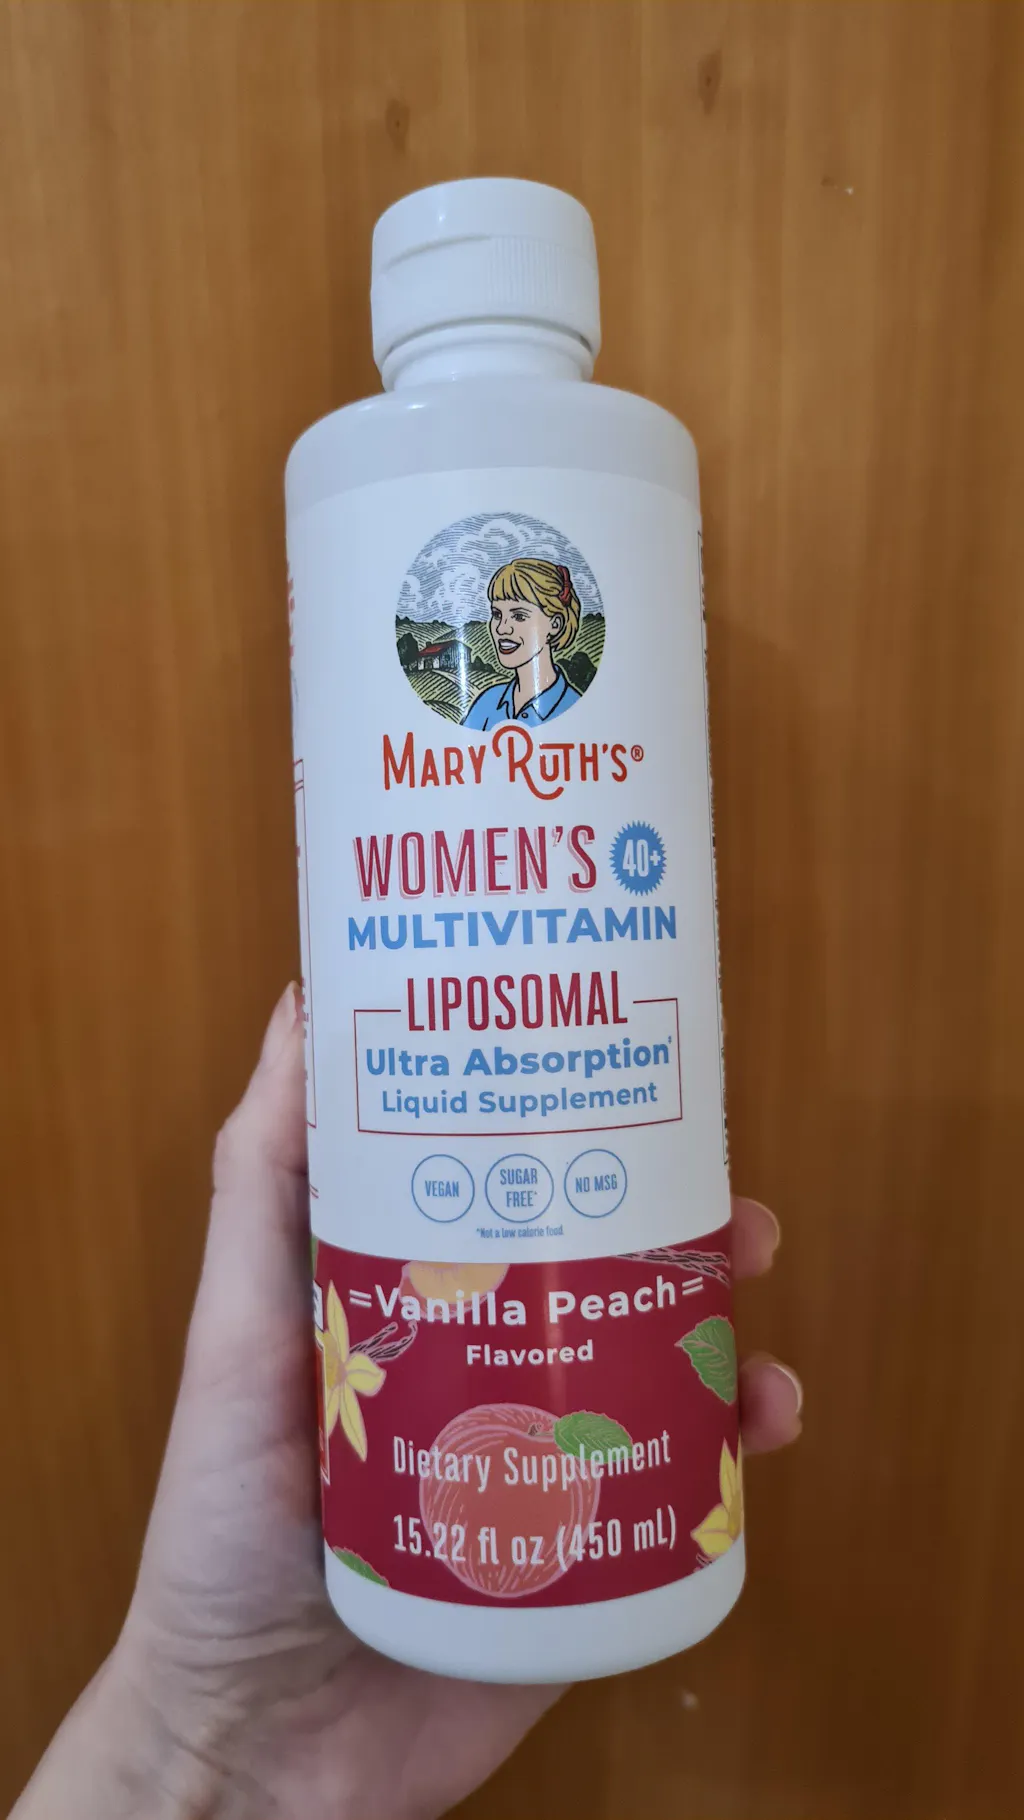 MARY RUTH'S®
WOMEN'S 40+
MULTIVITAMIN
LIPOSOMAL
Ultra Absorption†
Liquid Supplement
VEGAN
SUGAR
FREE*
NO MSG
*Not a low calorie food.
=Vanilla Peach=
Flavored
Dietary Supplement
15.22 fl oz (450 mL)